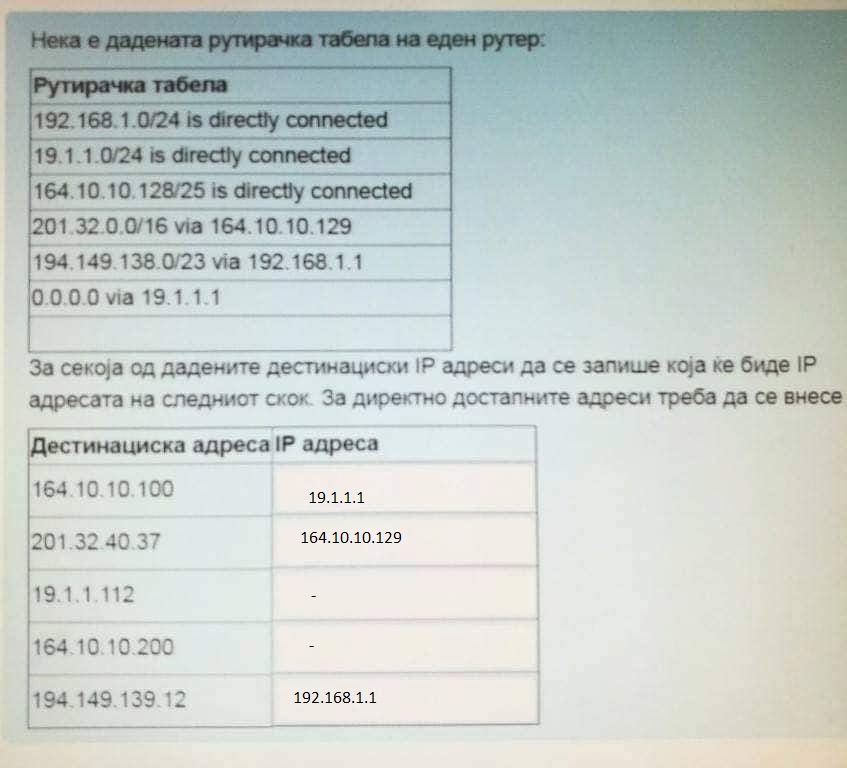 Нека е дадената рутирачка табела на еден рутер:
Рутирачка табела
192.168.1.0/24 is directly connected
19.1.1.0/24 is directly connected
164.10.10.128/25 is directly connected
201.32.0.0/16 via 164.10.10.129
194.149.138.0/23 via 192.168.1.1
0.0.0.0 via 19.1.1.1
За секоја од дадените дестинациски IP адреси да се запише која ќе биде IP
адресата на следниот скок. За директно достапните адреси треба да се внесе
Дестинациска адреса IP адреса
164.10.10.100 19.1.1.1
201.32.40.37 164.10.10.129
19.1.1.112 -
164.10.10.200 -
194.149.139.12 192.168.1.1